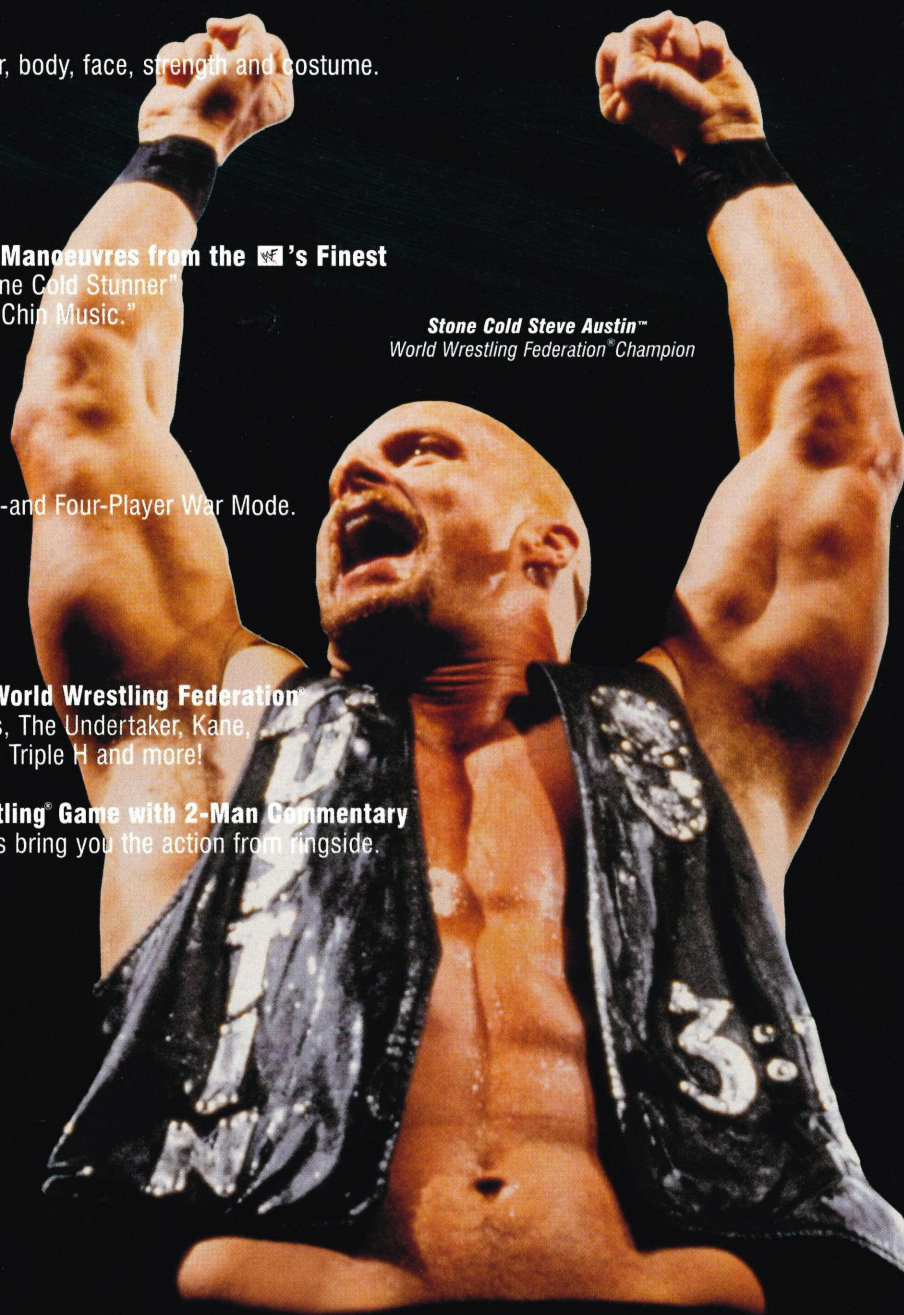 r, body, face, strength and costume.
Manoeuvres from the WF's Finest
ne Cold Stunner"
Chin Music."
Stone Cold Steve Austin™
World Wrestling Federation® Champion
-and Four-Player War Mode.
World Wrestling Federation®
s, The Undertaker, Kane,
Triple H and more!
tling® Game with 2-Man Commentary
s bring you the action from ringside.
AUSTIN
3: